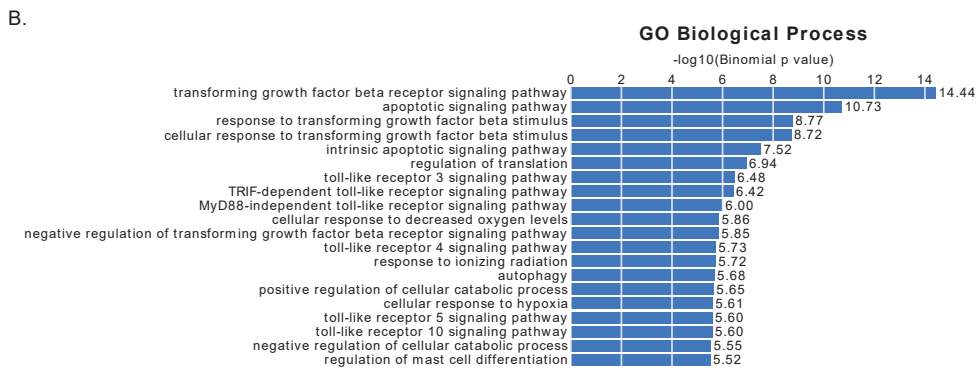 B.
GO Biological Process
-log10(Binomial p value)
0 2 4 6 8 10 12 14
transforming growth factor beta receptor signaling pathway 14.44
apoptotic signaling pathway 10.73
response to transforming growth factor beta stimulus 8.77
cellular response to transforming growth factor beta stimulus 8.72
intrinsic apoptotic signaling pathway 7.52
regulation of translation 6.94
toll-like receptor 3 signaling pathway 6.48
TRIF-dependent toll-like receptor signaling pathway 6.42
MyD88-independent toll-like receptor signaling pathway 6.00
cellular response to decreased oxygen levels 5.86
negative regulation of transforming growth factor beta receptor signaling pathway 5.85
toll-like receptor 4 signaling pathway 5.73
response to ionizing radiation 5.72
autophagy 5.68
positive regulation of cellular catabolic process 5.65
cellular response to hypoxia 5.61
toll-like receptor 5 signaling pathway 5.60
toll-like receptor 10 signaling pathway 5.60
negative regulation of cellular catabolic process 5.55
regulation of mast cell differentiation 5.52